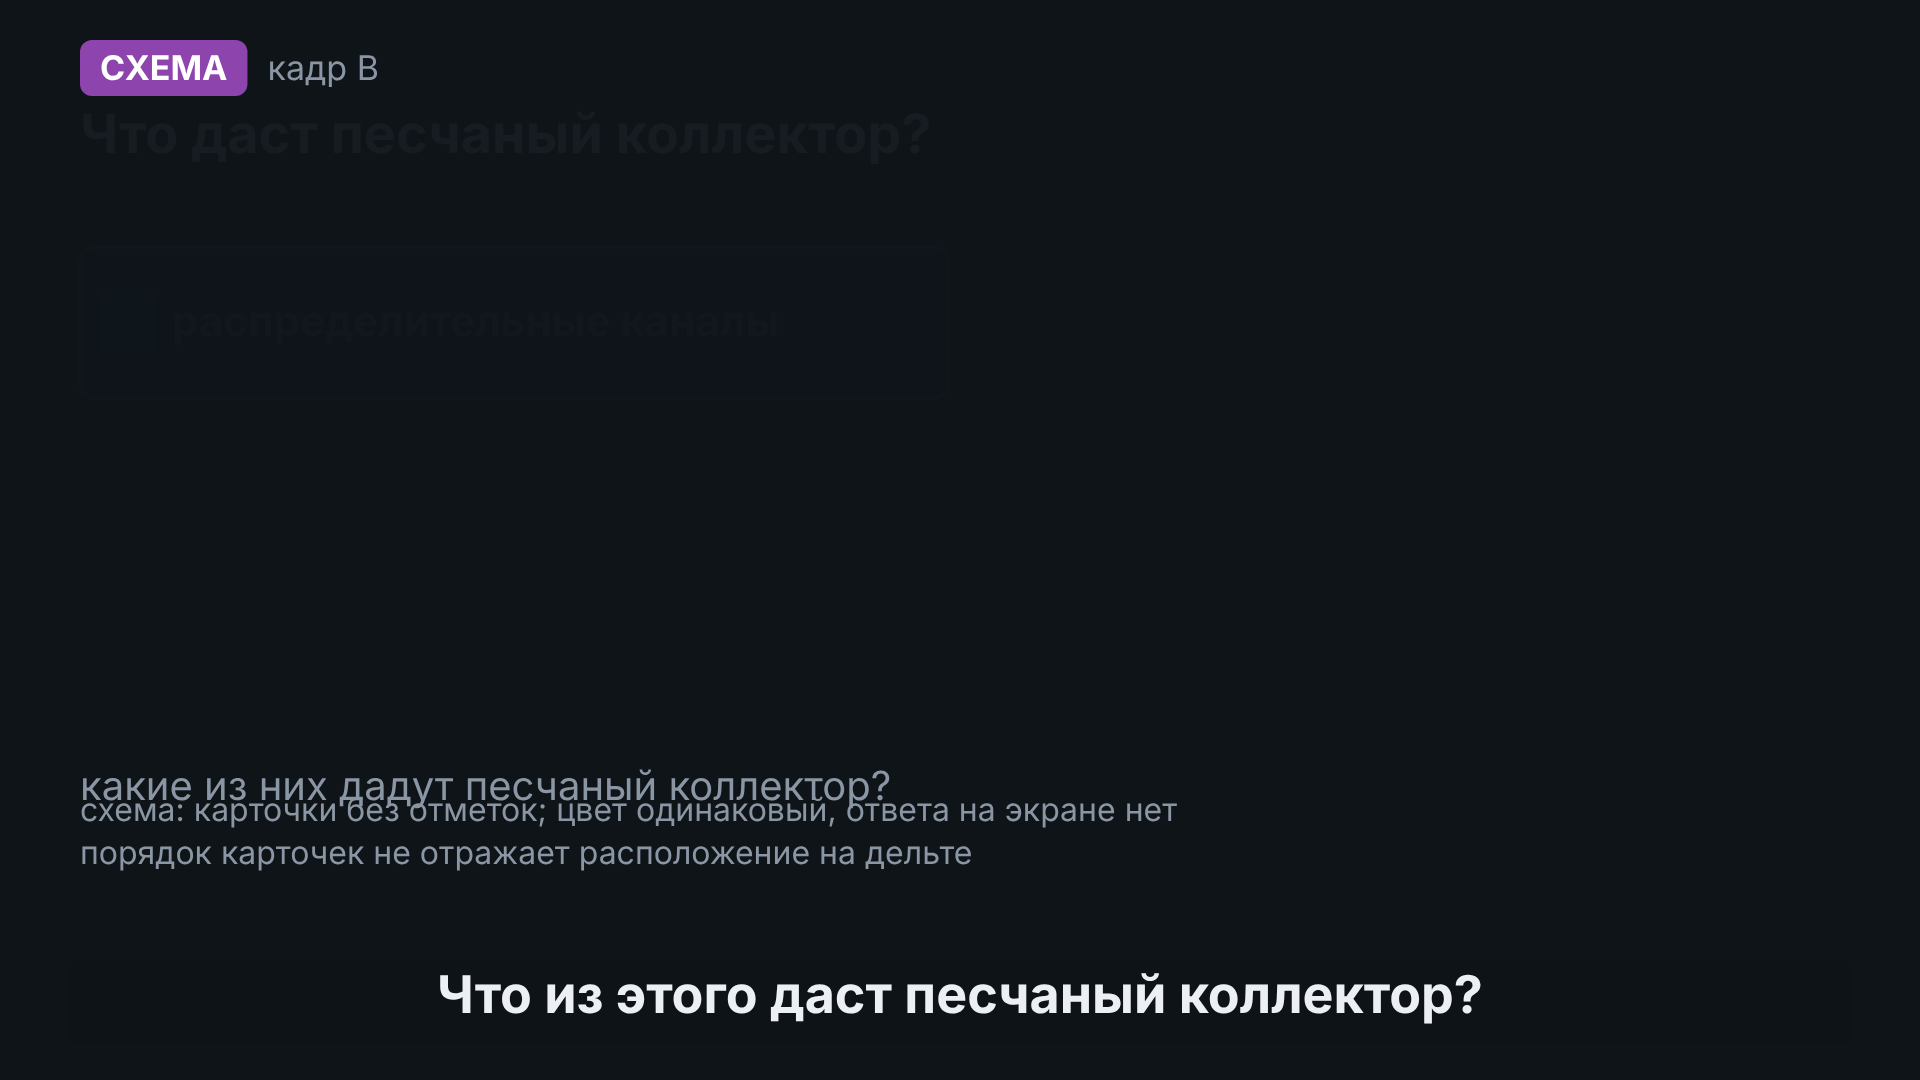 СХЕМА кадр В
Что даст песчаный коллектор?
распределительные каналы
какие из них дадут песчаный коллектор?
схема: карточки без отметок; цвет одинаковый, ответа на экране нет
порядок карточек не отражает расположение на дельте
Что из этого даст песчаный коллектор?